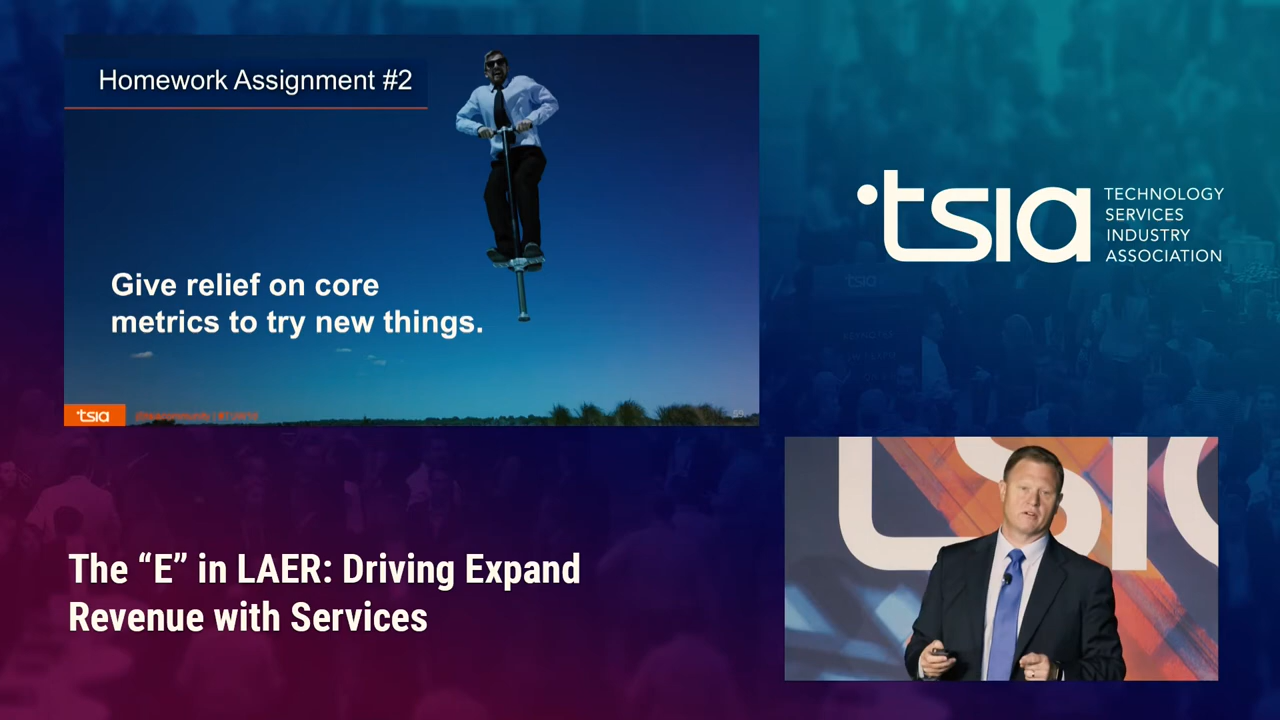 Homework Assignment #2
Give relief on core
metrics to try new things.
tsia
tsia
TECHNOLOGY
SERVICES
INDUSTRY
ASSOCIATION
The “E” in LAER: Driving Expand
Revenue with Services